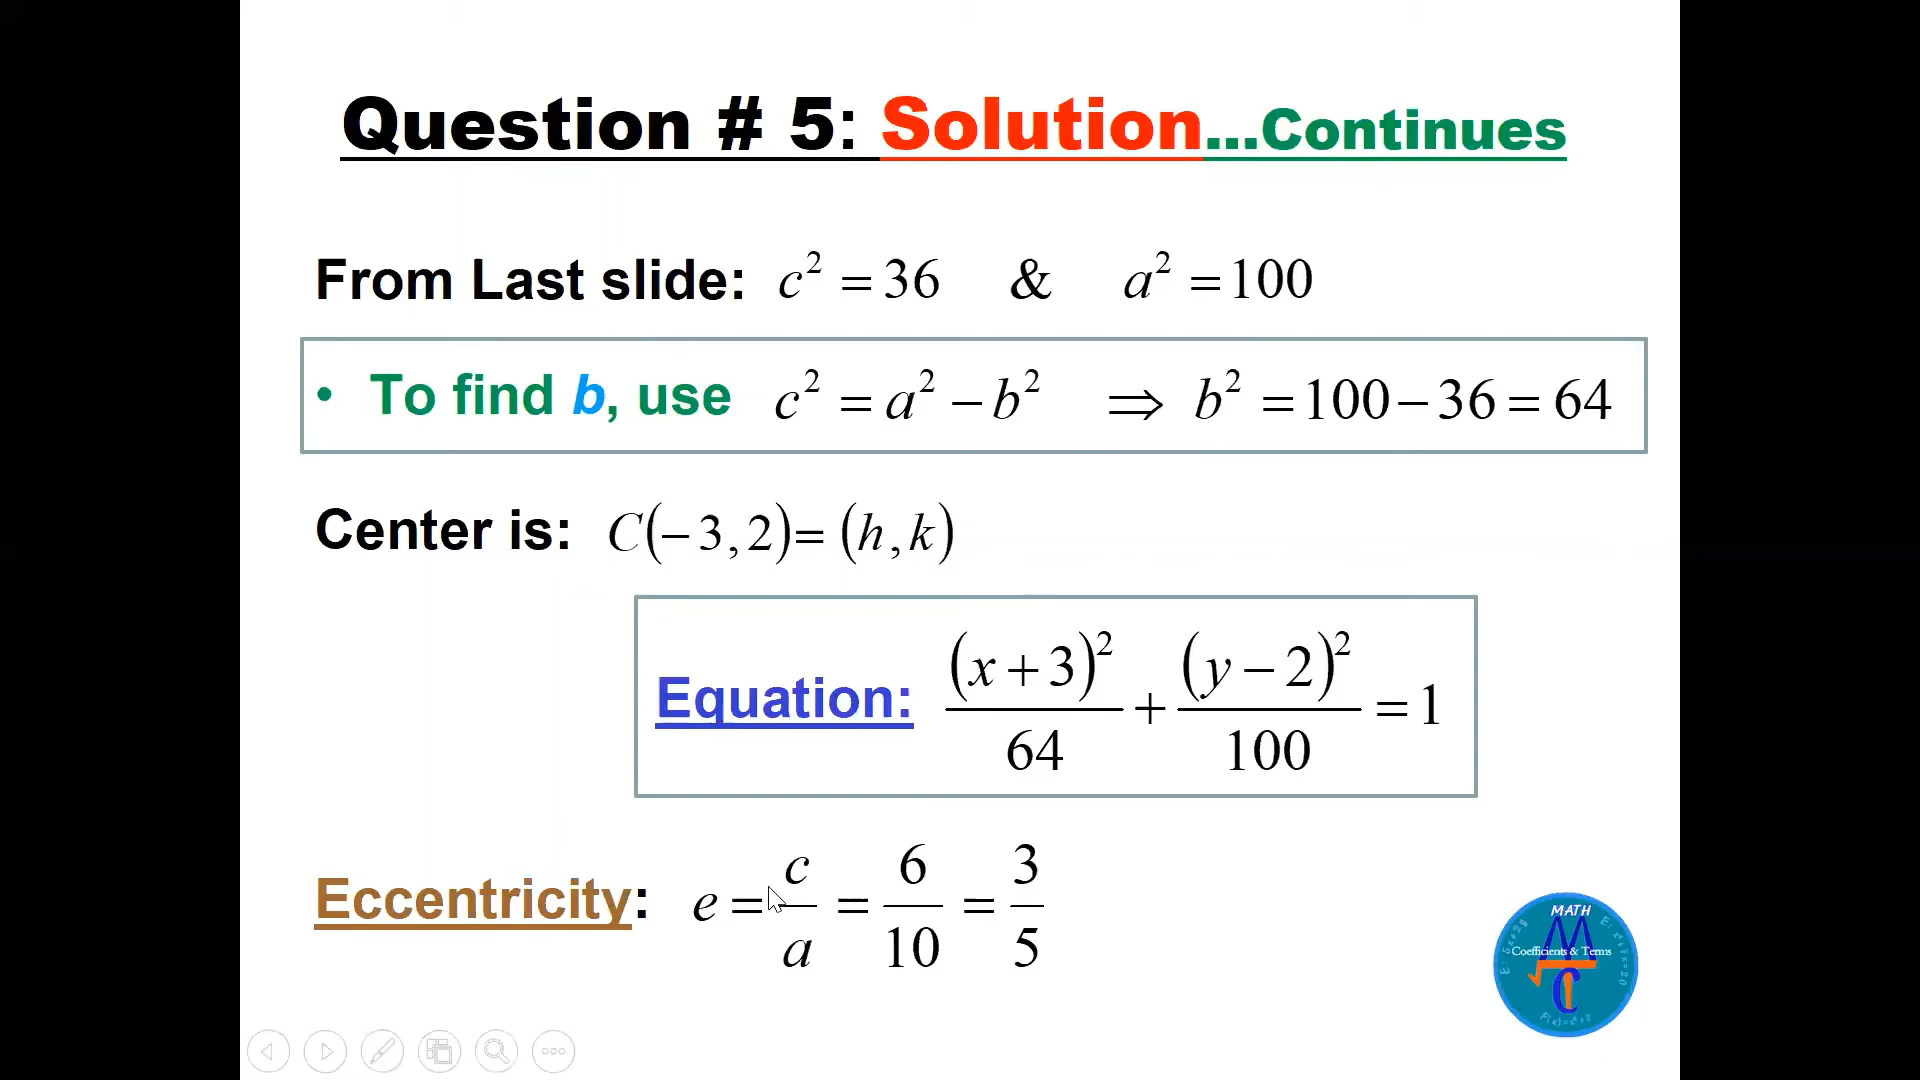 Question # 5: Solution...Continues
From Last slide: c² = 36 & a² = 100
• To find b, use c² = a² − b² ⇒ b² = 100 − 36 = 64
Center is: C(−3, 2) = (h, k)
Equation: (x + 3)²/64 + (y − 2)²/100 = 1
Eccentricity: e = c/a = 6/10 = 3/5
MATH
Coefficients & Terms